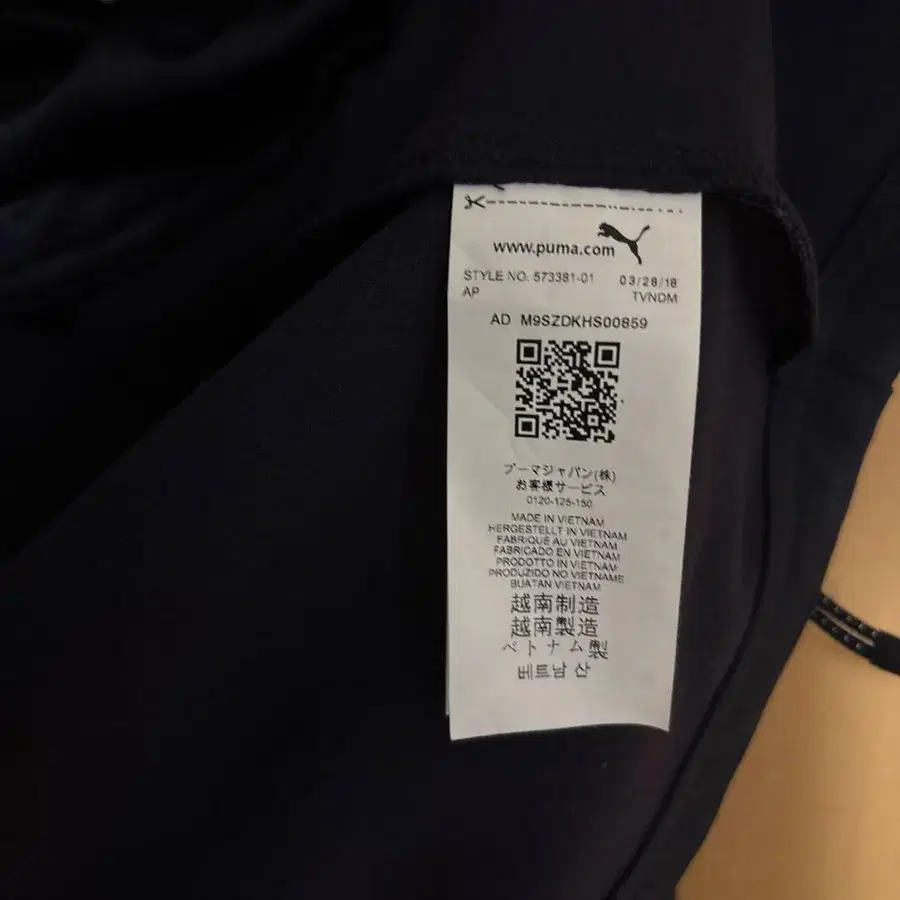 www.puma.com
STYLE NO. 573381-01 03/28/18
AP TVNDM
AD M9SZDKHS00859
プーマジャパン(株)
お客様サービス
0120-125-150
MADE IN VIETNAM
HERGESTELLT IN VIETNAM
FABRIQUÉ AU VIETNAM
FABRICADO EN VIETNAM
PRODOTTO IN VIETNAM
PRODUZIDO NO VIETNAME
BUATAN VIETNAM
越南制造
越南製造
ベトナム製
베트남 산